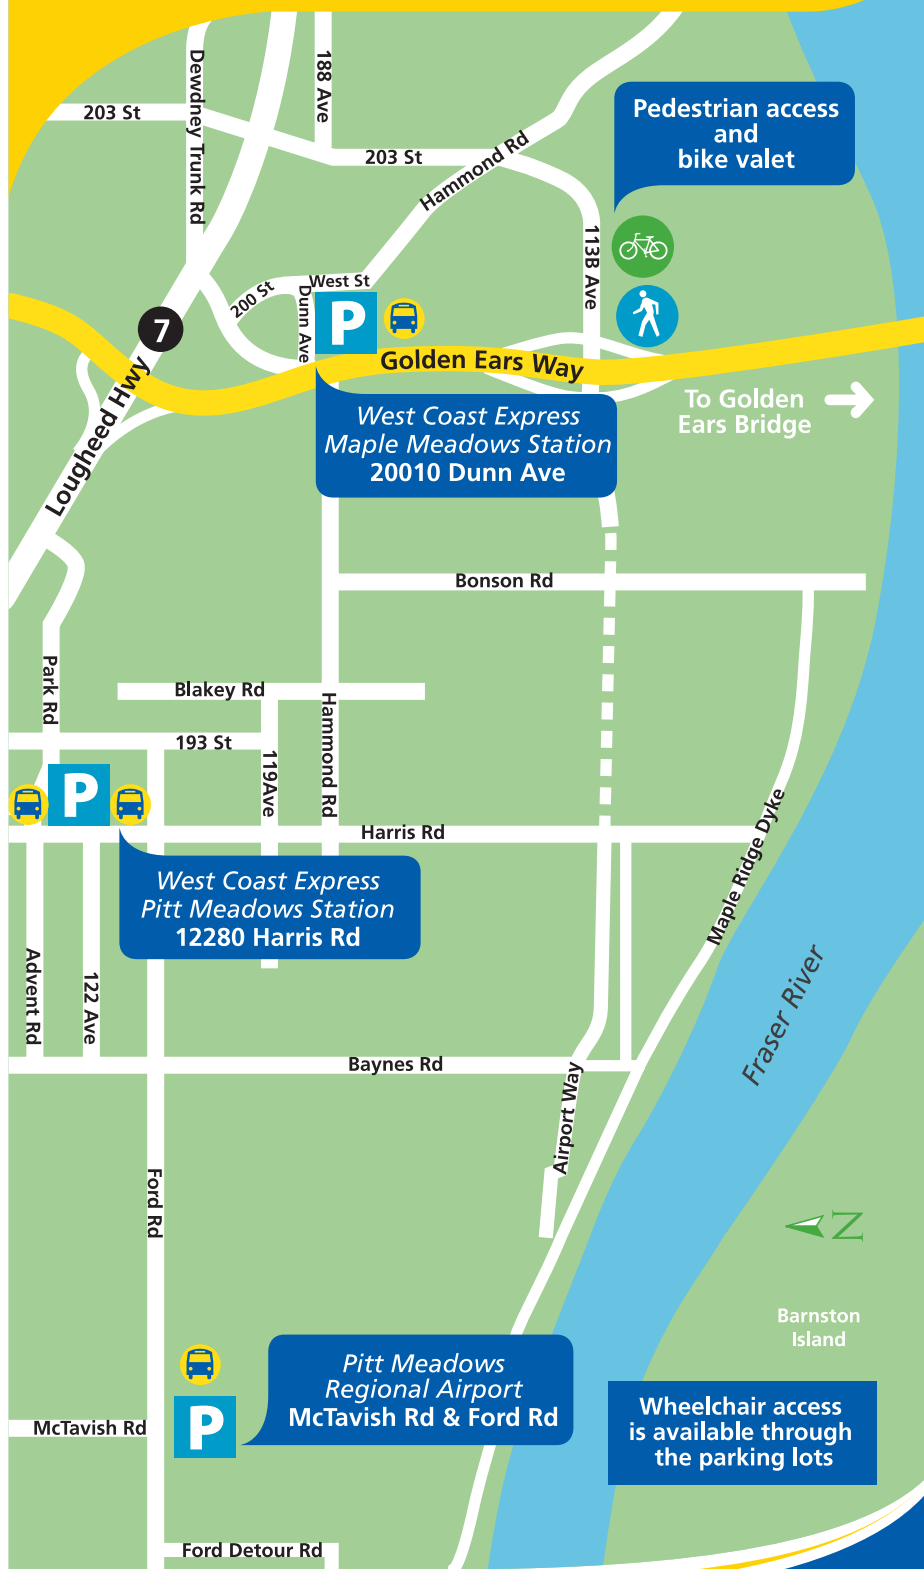 Dewdney Trunk Rd
188 Ave
203 St
203 St
Hammond Rd
Pedestrian access
and
bike valet
113B Ave
200 St
West St
Dunn Ave
P
7
Golden Ears Way
Lougheed Hwy
To Golden
Ears Bridge
West Coast Express
Maple Meadows Station
20010 Dunn Ave
Bonson Rd
Park Rd
Blakey Rd
Hammond Rd
193 St
119Ave
P
Harris Rd
Maple Ridge Dyke
West Coast Express
Pitt Meadows Station
12280 Harris Rd
Advent Rd
122 Ave
Fraser River
Baynes Rd
Airport Way
Ford Rd
N
Barnston
Island
Pitt Meadows
Regional Airport
McTavish Rd & Ford Rd
P
McTavish Rd
Wheelchair access
is available through
the parking lots
Ford Detour Rd